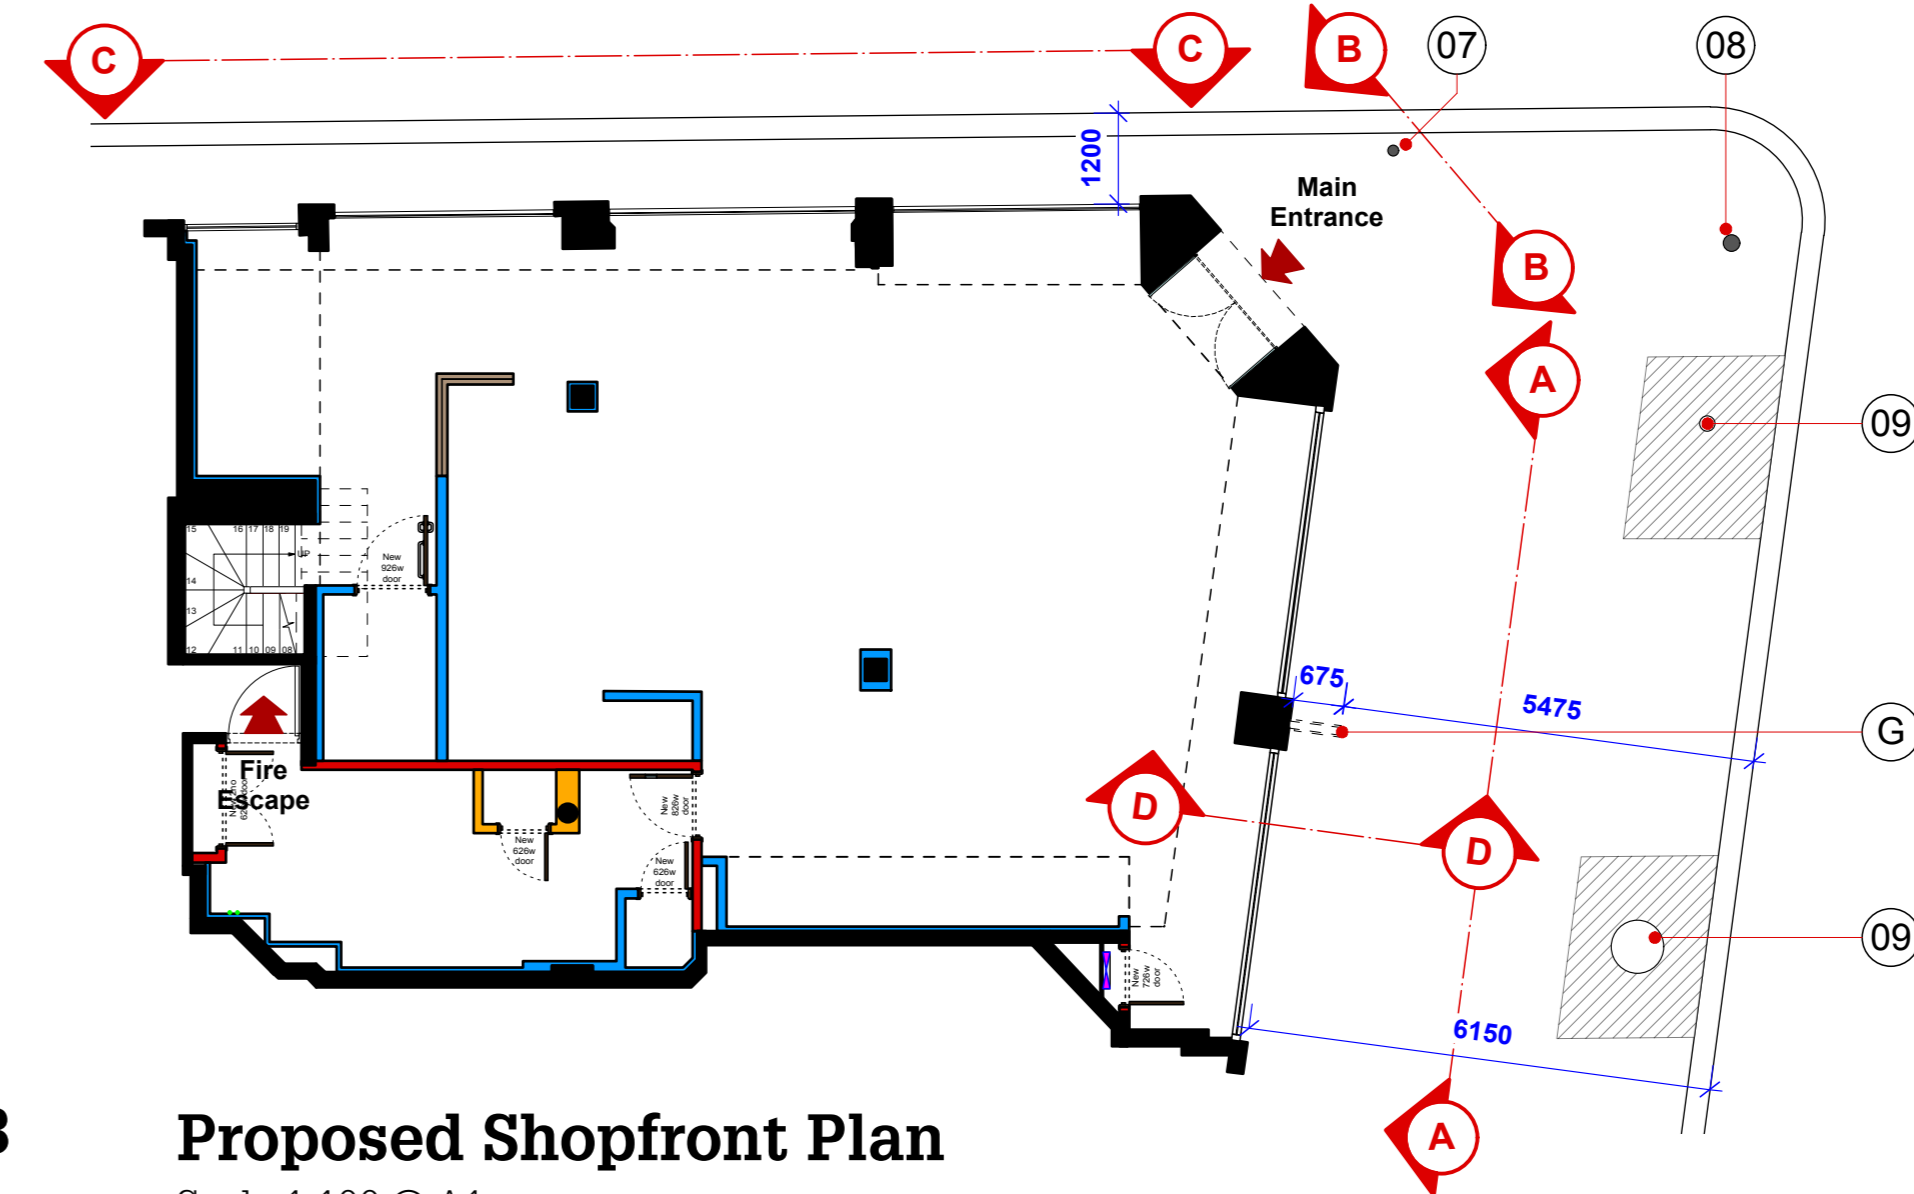 C
C
B
07
08
1200
Main
Entrance
B
A
09
15
16 17 18 19
UP
14
13
12
11 10 09 08
New
926w
door
675
5475
G
Fire
Escape
New
826w
door
D
D
New
626w
door
New
626w
door
09
New
726w
door
6150
A
Proposed Shopfront Plan